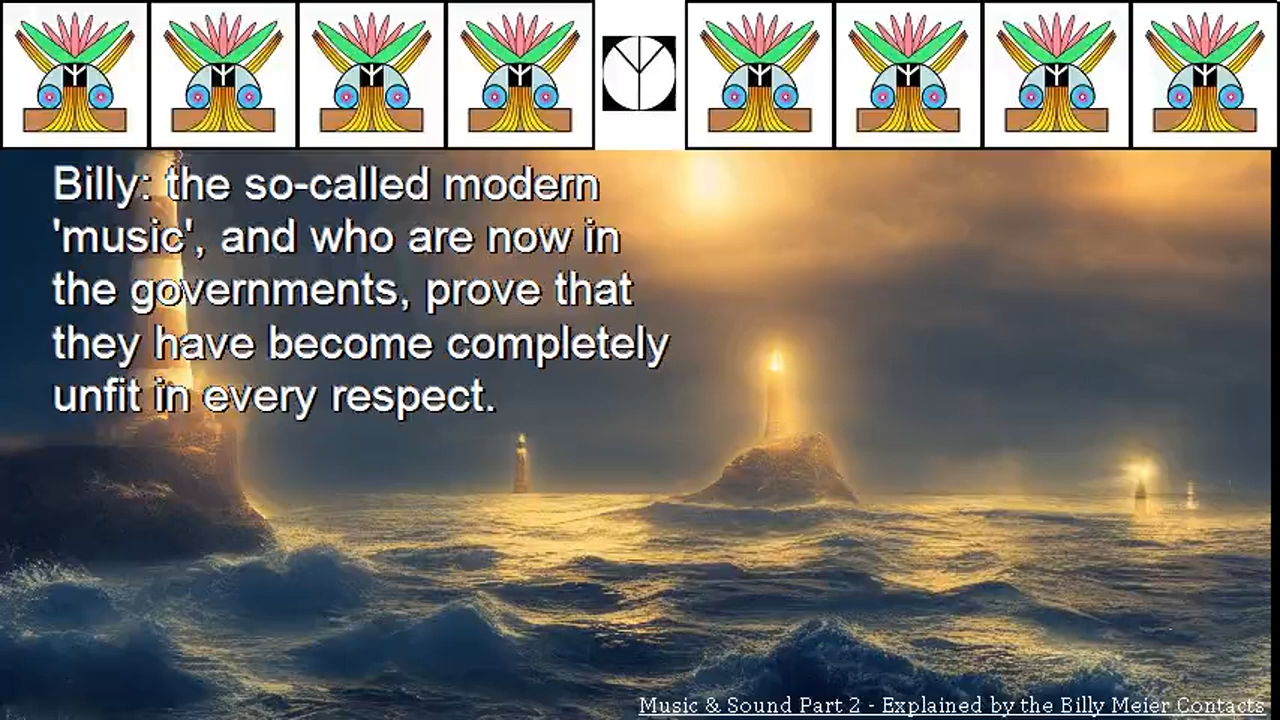 Billy: the so-called modern
'music', and who are now in
the governments, prove that
they have become completely
unfit in every respect.
Music & Sound Part 2 - Explained by the Billy Meier Contacts